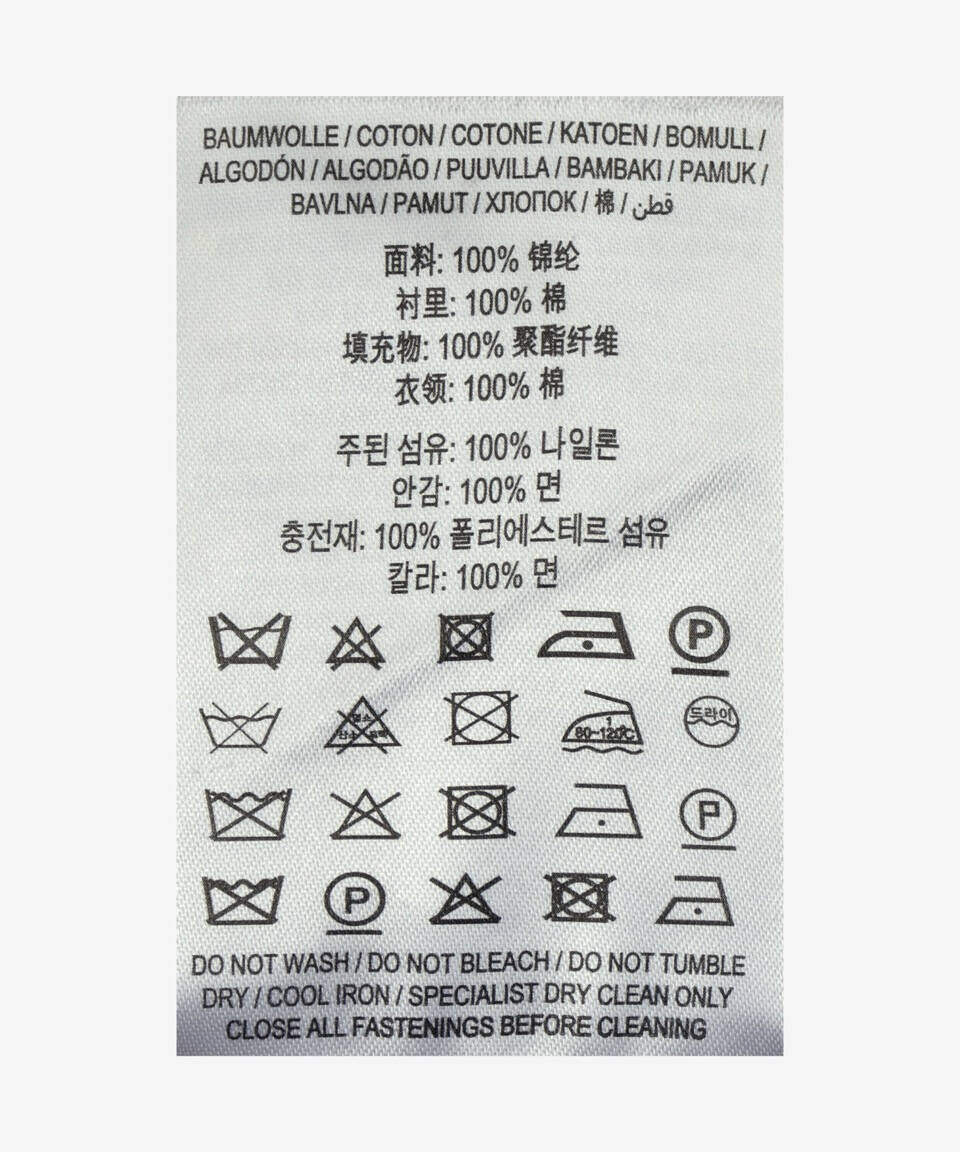 BAUMWOLLE / COTON / COTONE / KATOEN / BOMULL /
ALGODÓN / ALGODÃO / PUUVILLA / BAMBAKI / PAMUK /
BAVLNA / PAMUT / ХЛОПОК / 棉 / قطن
面料: 100% 锦纶
衬里: 100% 棉
填充物: 100% 聚酯纤维
衣领: 100% 棉
주된 섬유: 100% 나일론
안감: 100% 면
충전재: 100% 폴리에스테르 섬유
칼라: 100% 면
P
1 드라이
80~120℃
P
P
DO NOT WASH / DO NOT BLEACH / DO NOT TUMBLE
DRY / COOL IRON / SPECIALIST DRY CLEAN ONLY
CLOSE ALL FASTENINGS BEFORE CLEANING